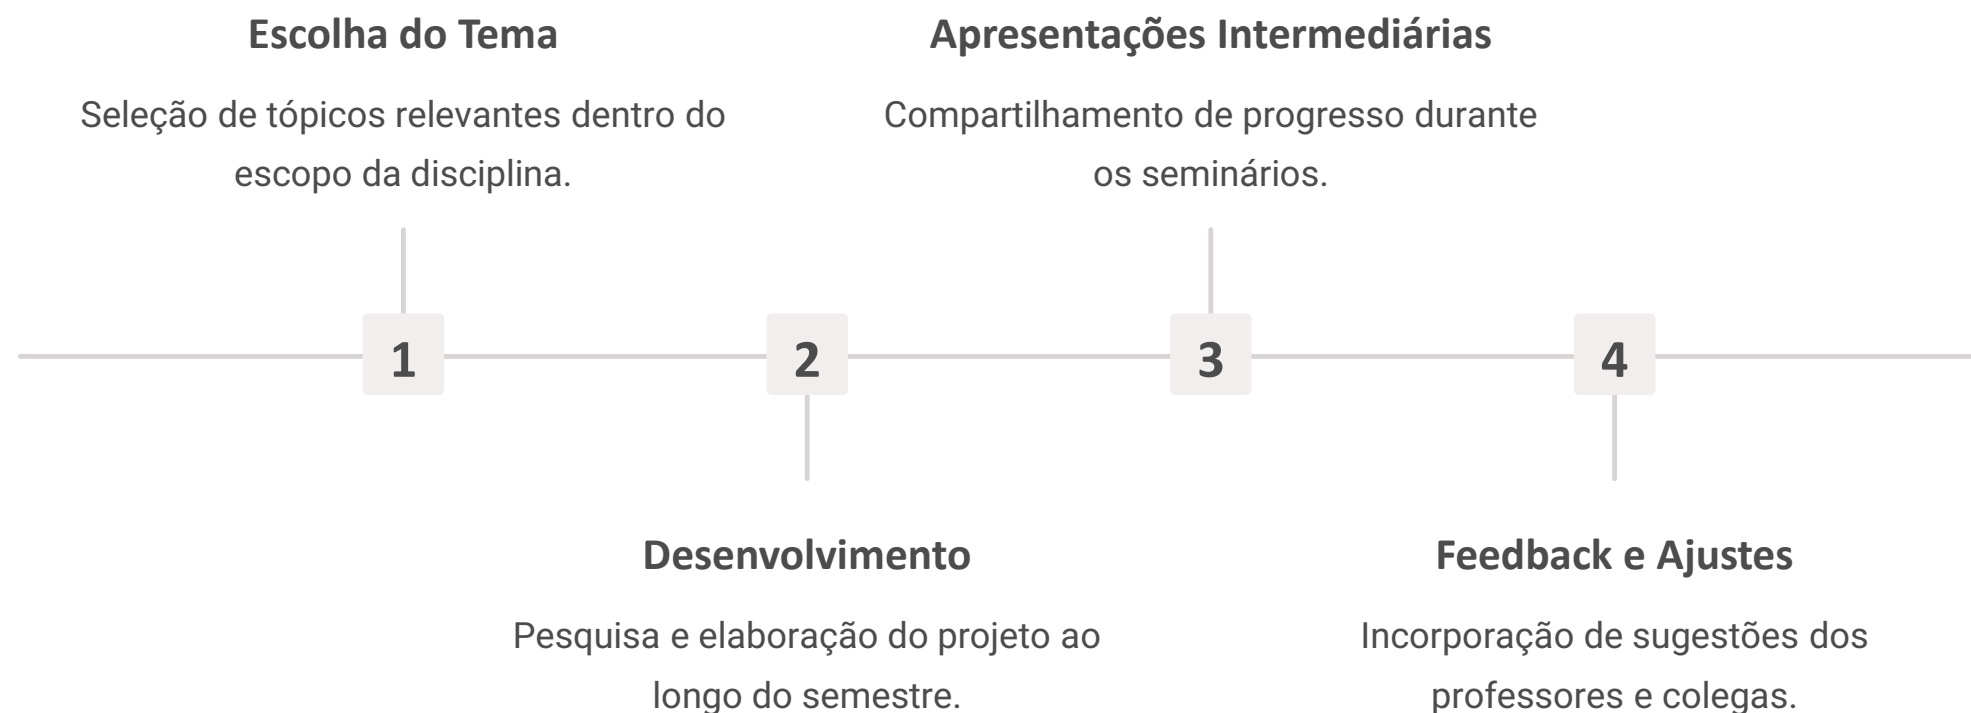 Escolha do Tema
Seleção de tópicos relevantes dentro do
escopo da disciplina.
Apresentações Intermediárias
Compartilhamento de progresso durante
os seminários.
1
2
3
4
Desenvolvimento
Pesquisa e elaboração do projeto ao
longo do semestre.
Feedback e Ajustes
Incorporação de sugestões dos
professores e colegas.